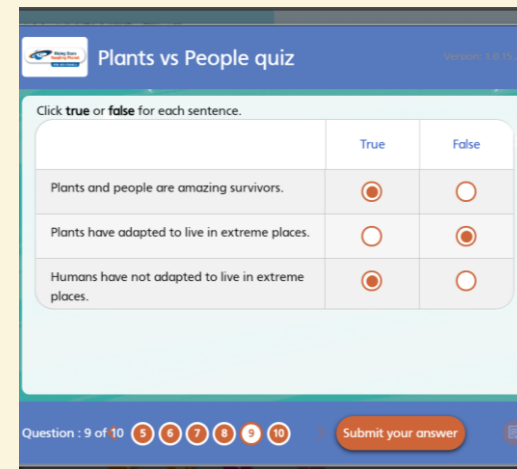 Plants vs People quiz
Version: 1.0.15
Click true or false for each sentence.
True False
Plants and people are amazing survivors.
Plants have adapted to live in extreme places.
Humans have not adapted to live in extreme
places.
Question : 9 of 10 5 6 7 8 9 10 Submit your answer